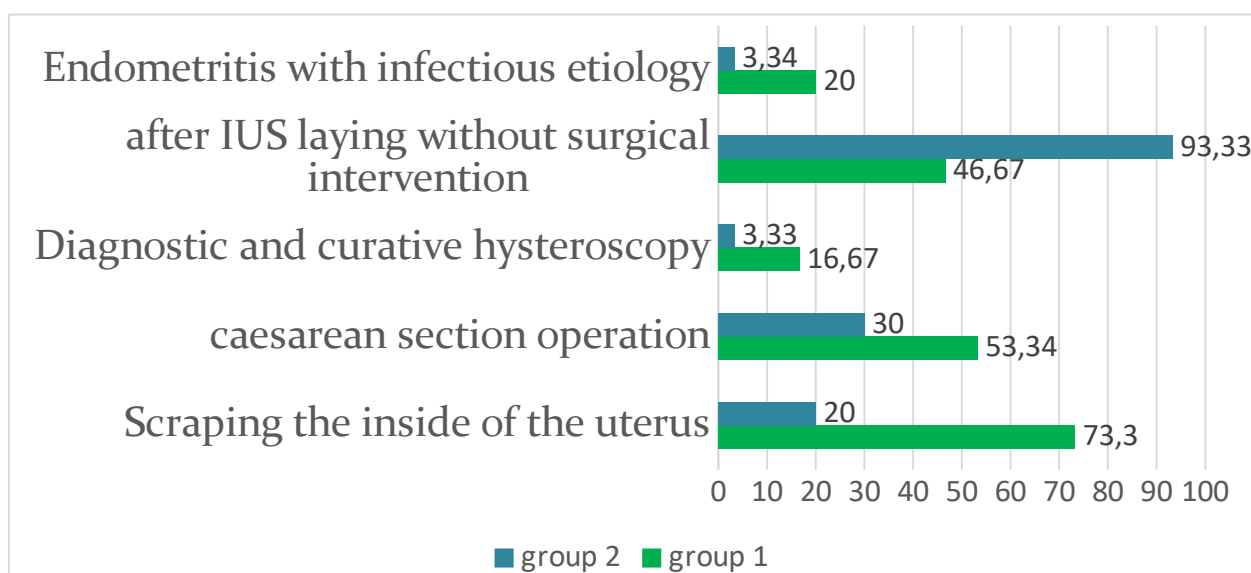 Endometritis with infectious etiology
3,34
20
after IUS laying without surgical
intervention
93,33
46,67
Diagnostic and curative hysteroscopy
3,33
16,67
caesarean section operation
30
53,34
Scraping the inside of the uterus
20
73,3
0 10 20 30 40 50 60 70 80 90 100
group 2 group 1